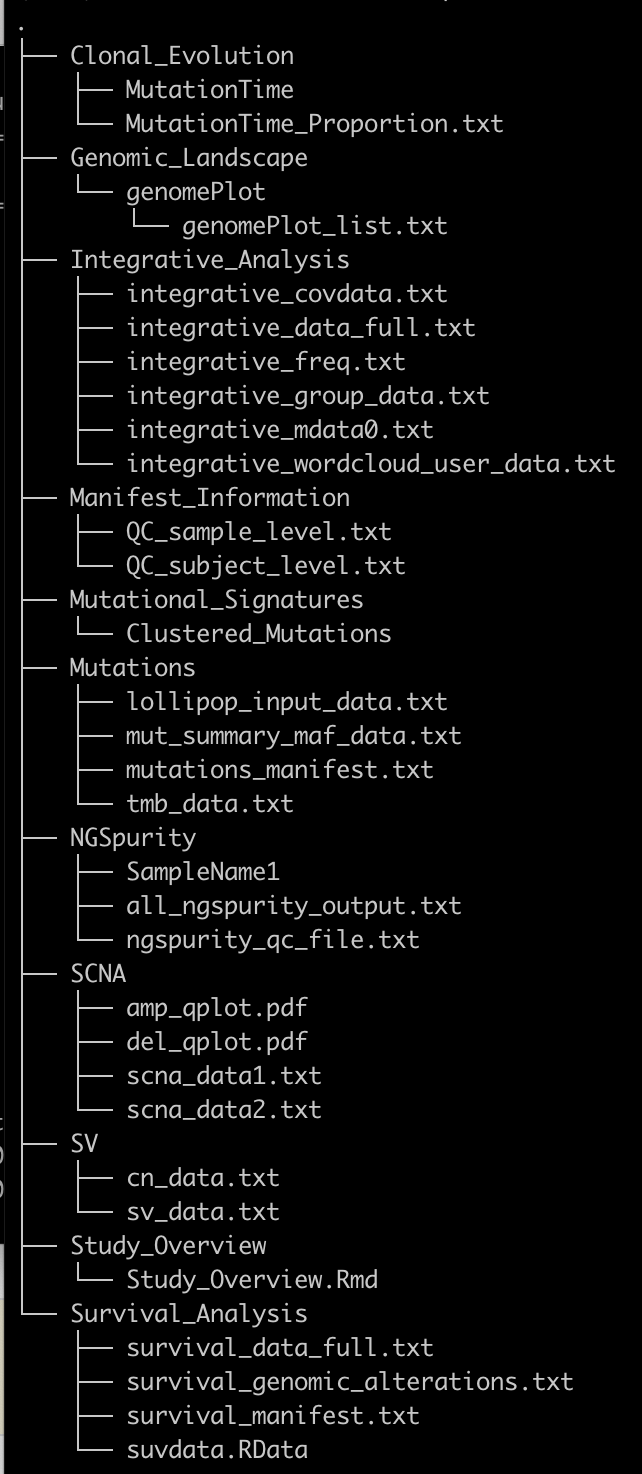 .
├── Clonal_Evolution
│   ├── MutationTime
│   └── MutationTime_Proportion.txt
├── Genomic_Landscape
│   └── genomePlot
│       └── genomePlot_list.txt
├── Integrative_Analysis
│   ├── integrative_covdata.txt
│   ├── integrative_data_full.txt
│   ├── integrative_freq.txt
│   ├── integrative_group_data.txt
│   ├── integrative_mdata0.txt
│   └── integrative_wordcloud_user_data.txt
├── Manifest_Information
│   ├── QC_sample_level.txt
│   └── QC_subject_level.txt
├── Mutational_Signatures
│   └── Clustered_Mutations
├── Mutations
│   ├── lollipop_input_data.txt
│   ├── mut_summary_maf_data.txt
│   ├── mutations_manifest.txt
│   └── tmb_data.txt
├── NGSpurity
│   ├── SampleName1
│   ├── all_ngspurity_output.txt
│   └── ngspurity_qc_file.txt
├── SCNA
│   ├── amp_qplot.pdf
│   ├── del_qplot.pdf
│   ├── scna_data1.txt
│   └── scna_data2.txt
├── SV
│   ├── cn_data.txt
│   └── sv_data.txt
├── Study_Overview
│   └── Study_Overview.Rmd
└── Survival_Analysis
    ├── survival_data_full.txt
    ├── survival_genomic_alterations.txt
    ├── survival_manifest.txt
    └── suvdata.RData